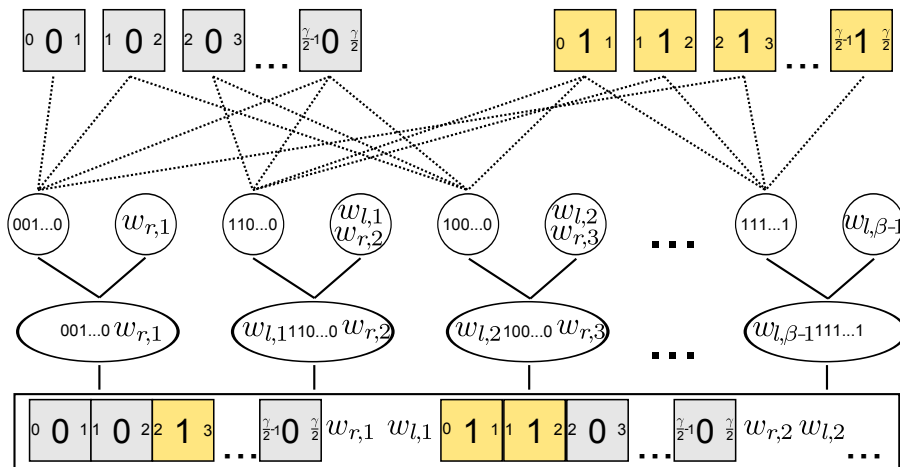 0 0 1 1 0 2 2 0 3 ... γ/2-1 0 γ/2 0 1 1 1 1 2 2 1 3 ... γ/2-1 1 γ/2
001...0 w_{r,1} 110...0 w_{l,1} w_{r,2} 100...0 w_{l,2} w_{r,3} ... 111...1 w_{l,β-1}
001...0 w_{r,1} w_{l,1} 110...0 w_{r,2} w_{l,2} 100...0 w_{r,3} ... w_{l,β-1} 111...1
0 0 1 1 0 2 2 1 3 ... γ/2-1 0 γ/2 w_{r,1} w_{l,1} 0 1 1 1 1 2 2 0 3 ... γ/2-1 0 γ/2 w_{r,2} w_{l,2} ...